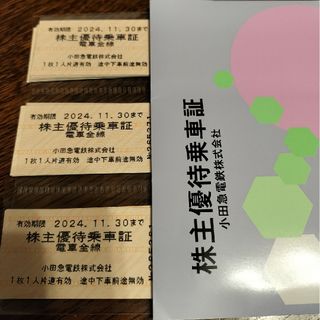 有効期限 2024.11.30まで
株主優待乗車証
電車全線
小田急電鉄株式会社
1枚1人片道有効 途中下車前途無効
有効期限 2024.11.30まで
株主優待乗車証
電車全線
小田急電鉄株式会社
1枚1人片道有効 途中下車前途無効
有効期限 2024.11.30まで
株主優待乗車証
電車全線
小田急電鉄株式会社
1枚1人片道有効 途中下車前途無効
株主優待乗車証
小田急電鉄株式会社